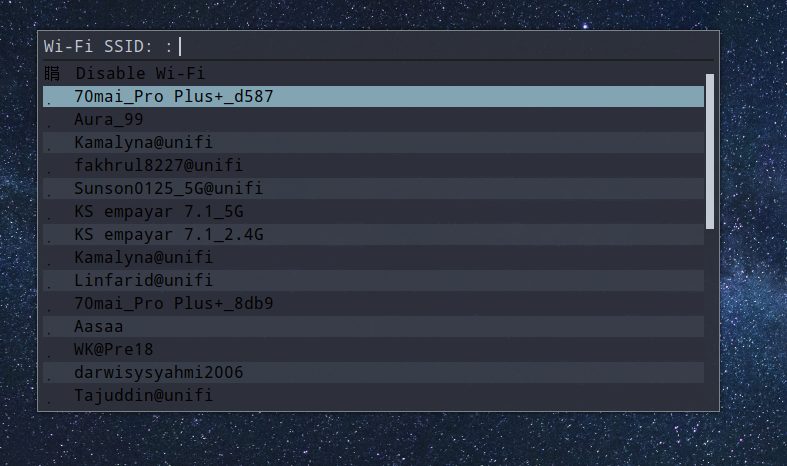 Wi-Fi SSID: :
睊 Disable Wi-Fi
70mai_Pro Plus+_d587
Aura_99
Kamalyna@unifi
fakhrul8227@unifi
Sunson0125_5G@unifi
KS empayar 7.1_5G
KS empayar 7.1_2.4G
Kamalyna@unifi
Linfarid@unifi
70mai_Pro Plus+_8db9
Aasaa
WK@Pre18
darwisysyahmi2006
Tajuddin@unifi